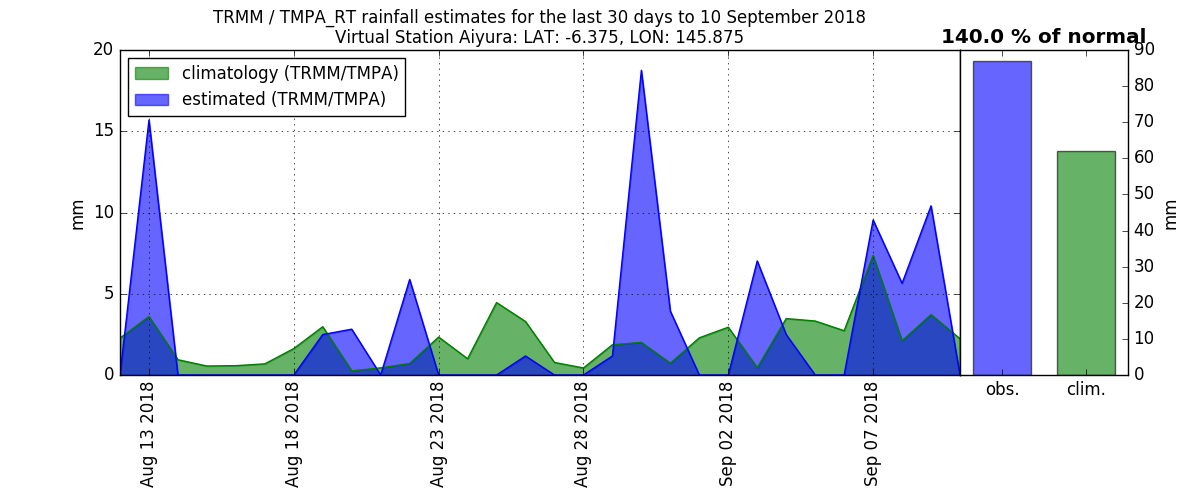 TRMM / TMPA_RT rainfall estimates for the last 30 days to 10 September 2018
Virtual Station Aiyura: LAT: -6.375, LON: 145.875
140.0 % of normal
climatology (TRMM/TMPA)
estimated (TRMM/TMPA)
20
15
10
5
0
mm
Aug 13 2018
Aug 18 2018
Aug 23 2018
Aug 28 2018
Sep 02 2018
Sep 07 2018
obs.
clim.
90
80
70
60
50
40
30
20
10
0
mm